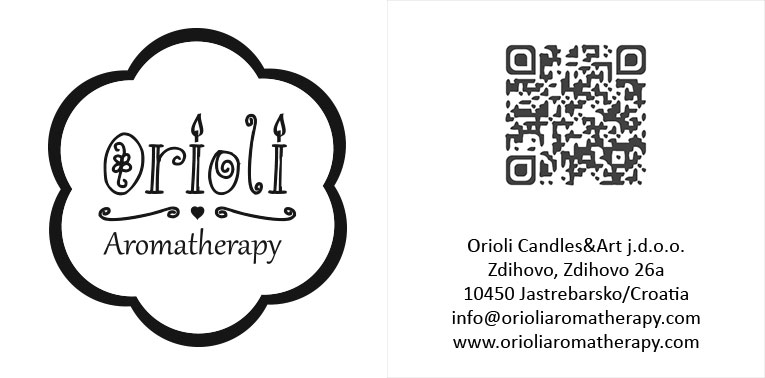 Orioli
Aromatherapy
Orioli Candles&Art j.d.o.o.
Zdihovo, Zdihovo 26a
10450 Jastrebarsko/Croatia
info@orioliaromatherapy.com
www.orioliaromatherapy.com